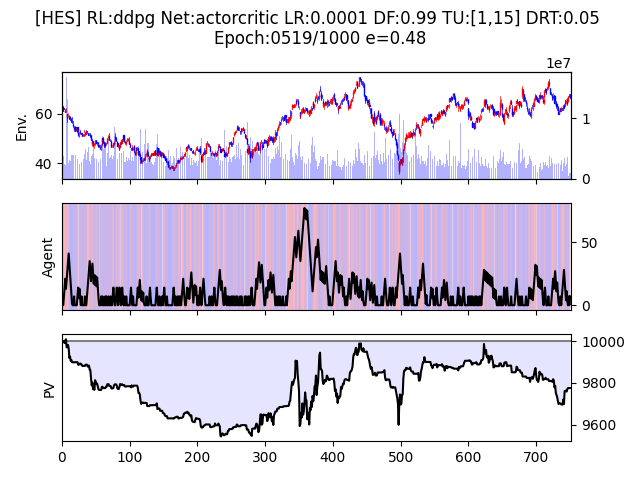 [HES] RL:ddpg Net:actorcritic LR:0.0001 DF:0.99 TU:[1,15] DRT:0.05
Epoch:0519/1000 e=0.48
1e7
Env.
60
40
1
0
Agent
50
0
PV
10000
9800
9600
0 100 200 300 400 500 600 700